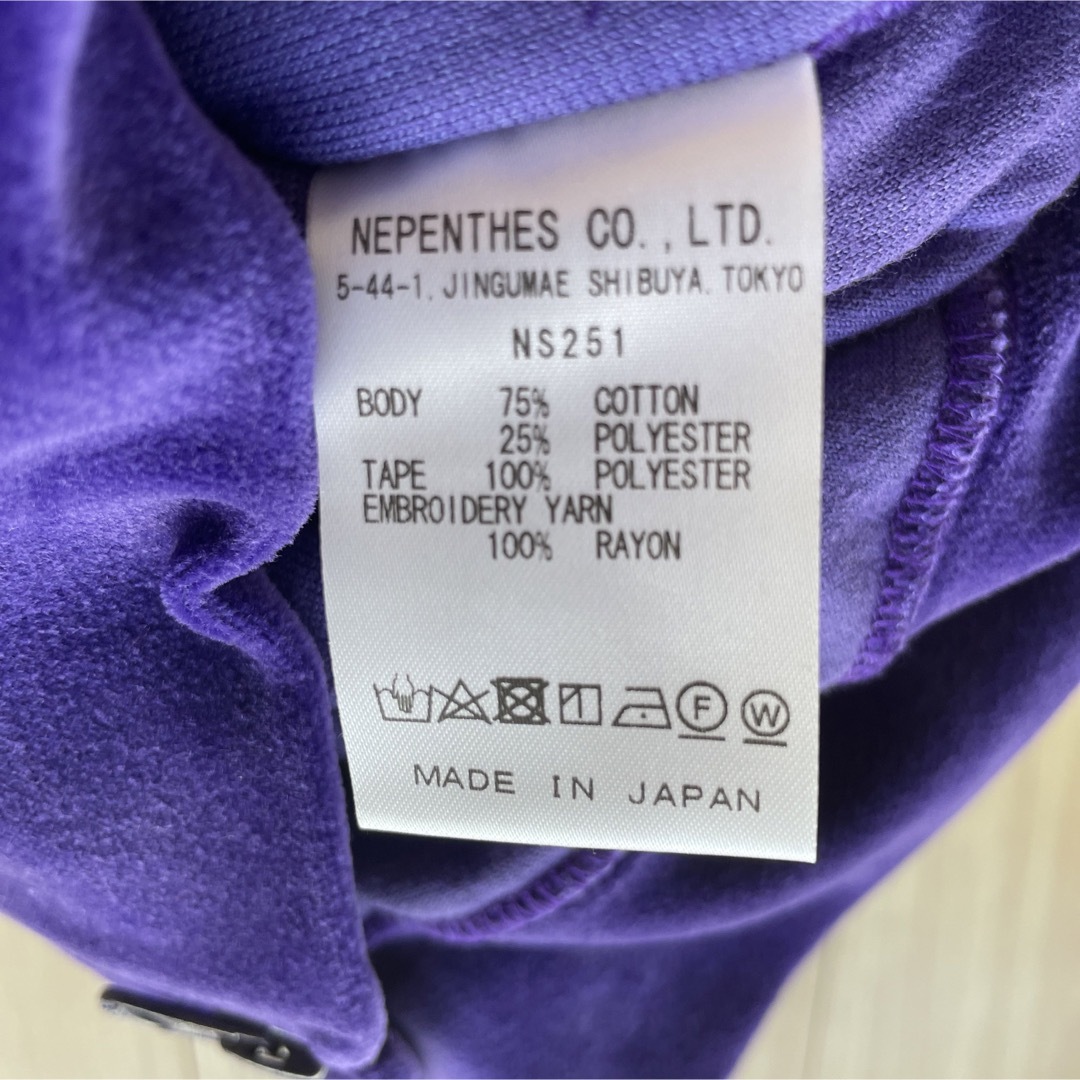 NEPENTHES CO.,LTD.
5-44-1. JINGUMAE SHIBUYA. TOKYO
NS251
BODY 75% COTTON
25% POLYESTER
TAPE 100% POLYESTER
EMBROIDERY YARN
100% RAYON
F W
MADE IN JAPAN